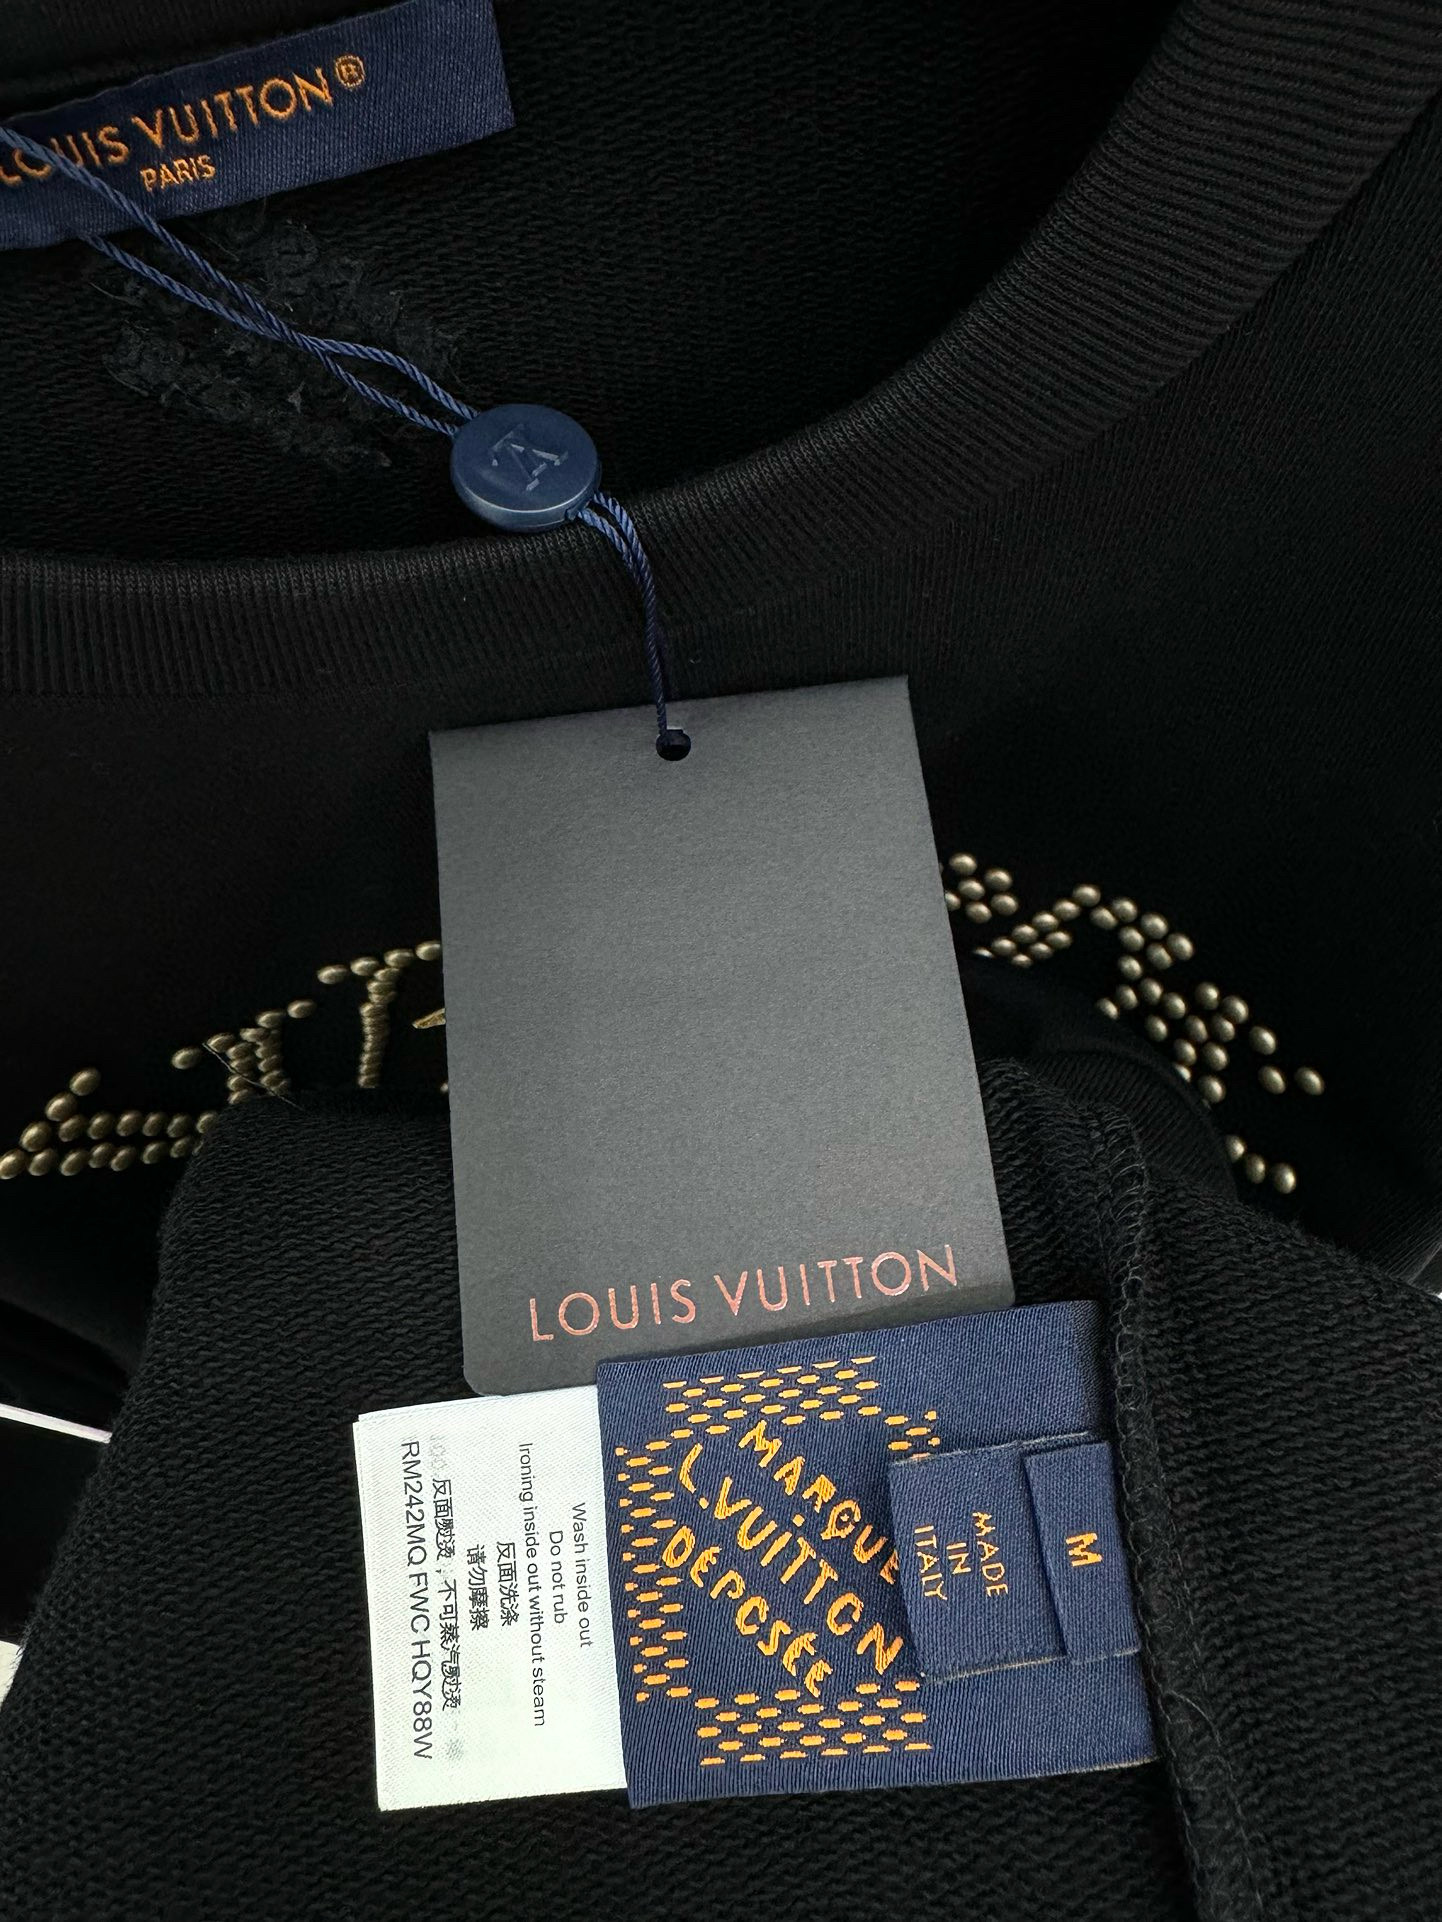 LOUIS VUITTON®
PARIS
LOUIS VUITTON
MARQUE
L.VUITTON
DÉPOSÉE
MADE
IN
ITALY
M
Wash inside out
Do not rub
Ironing inside out without steam
反面洗涤
请勿摩擦
反面熨烫，不可蒸汽熨烫
RM242MQ FWC HQY88W